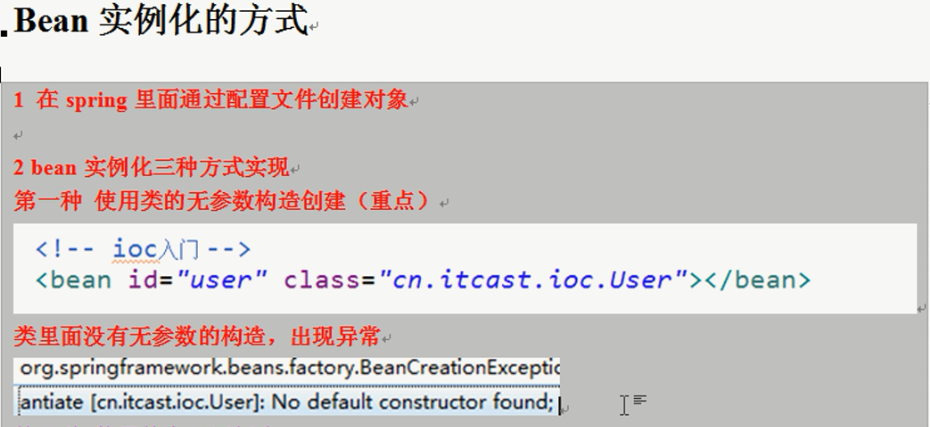 Bean 实例化的方式
1 在 spring 里面通过配置文件创建对象
2 bean 实例化三种方式实现
第一种 使用类的无参数构造创建（重点）
<!-- ioc入门 -->
<bean id="user" class="cn.itcast.ioc.User"></bean>
类里面没有无参数的构造，出现异常
org.springframework.beans.factory.BeanCreationExceptio
antiate [cn.itcast.ioc.User]: No default constructor found;